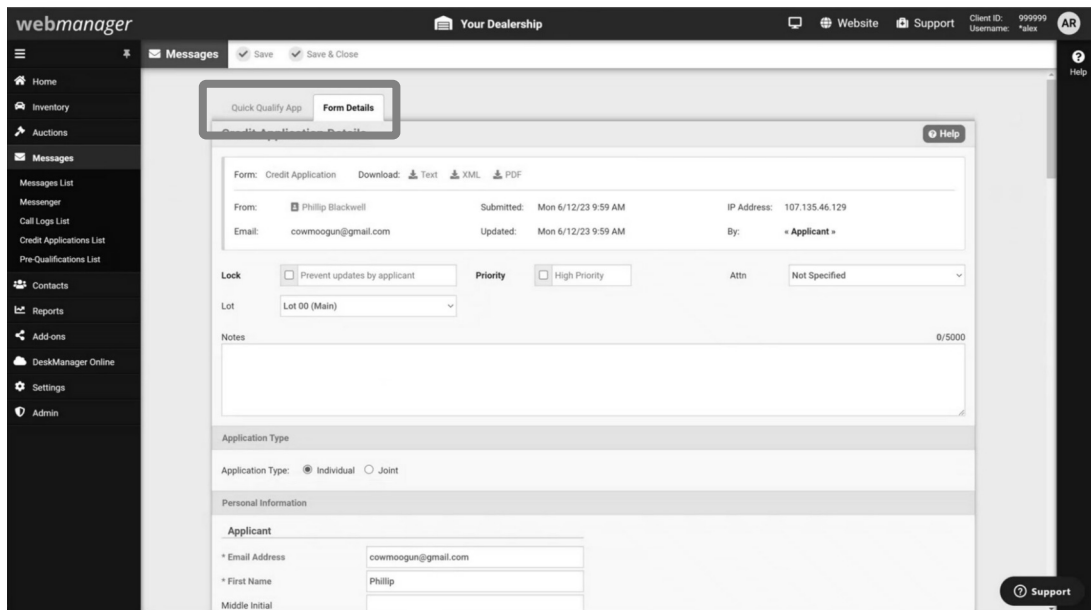 webmanager
Your Dealership
Website
Support
Client ID: 999999
Username: *alex
AR
Messages
Save
Save & Close
Help
Home
Inventory
Auctions
Messages
Messages List
Messenger
Call Logs List
Credit Applications List
Pre-Qualifications List
Contacts
Reports
Add-ons
DeskManager Online
Settings
Admin
Quick Qualify App
Form Details
Credit Application Details
Help
Form: Credit Application Download: Text XML PDF
From: Phillip Blackwell Submitted: Mon 6/12/23 9:59 AM IP Address: 107.135.46.129
Email: cowmoogun@gmail.com Updated: Mon 6/12/23 9:59 AM By: « Applicant »
Lock Prevent updates by applicant Priority High Priority Attn Not Specified
Lot Lot 00 (Main)
Notes 0/5000
Application Type
Application Type: Individual Joint
Personal Information
Applicant
* Email Address cowmoogun@gmail.com
* First Name Phillip
Middle Initial
Support